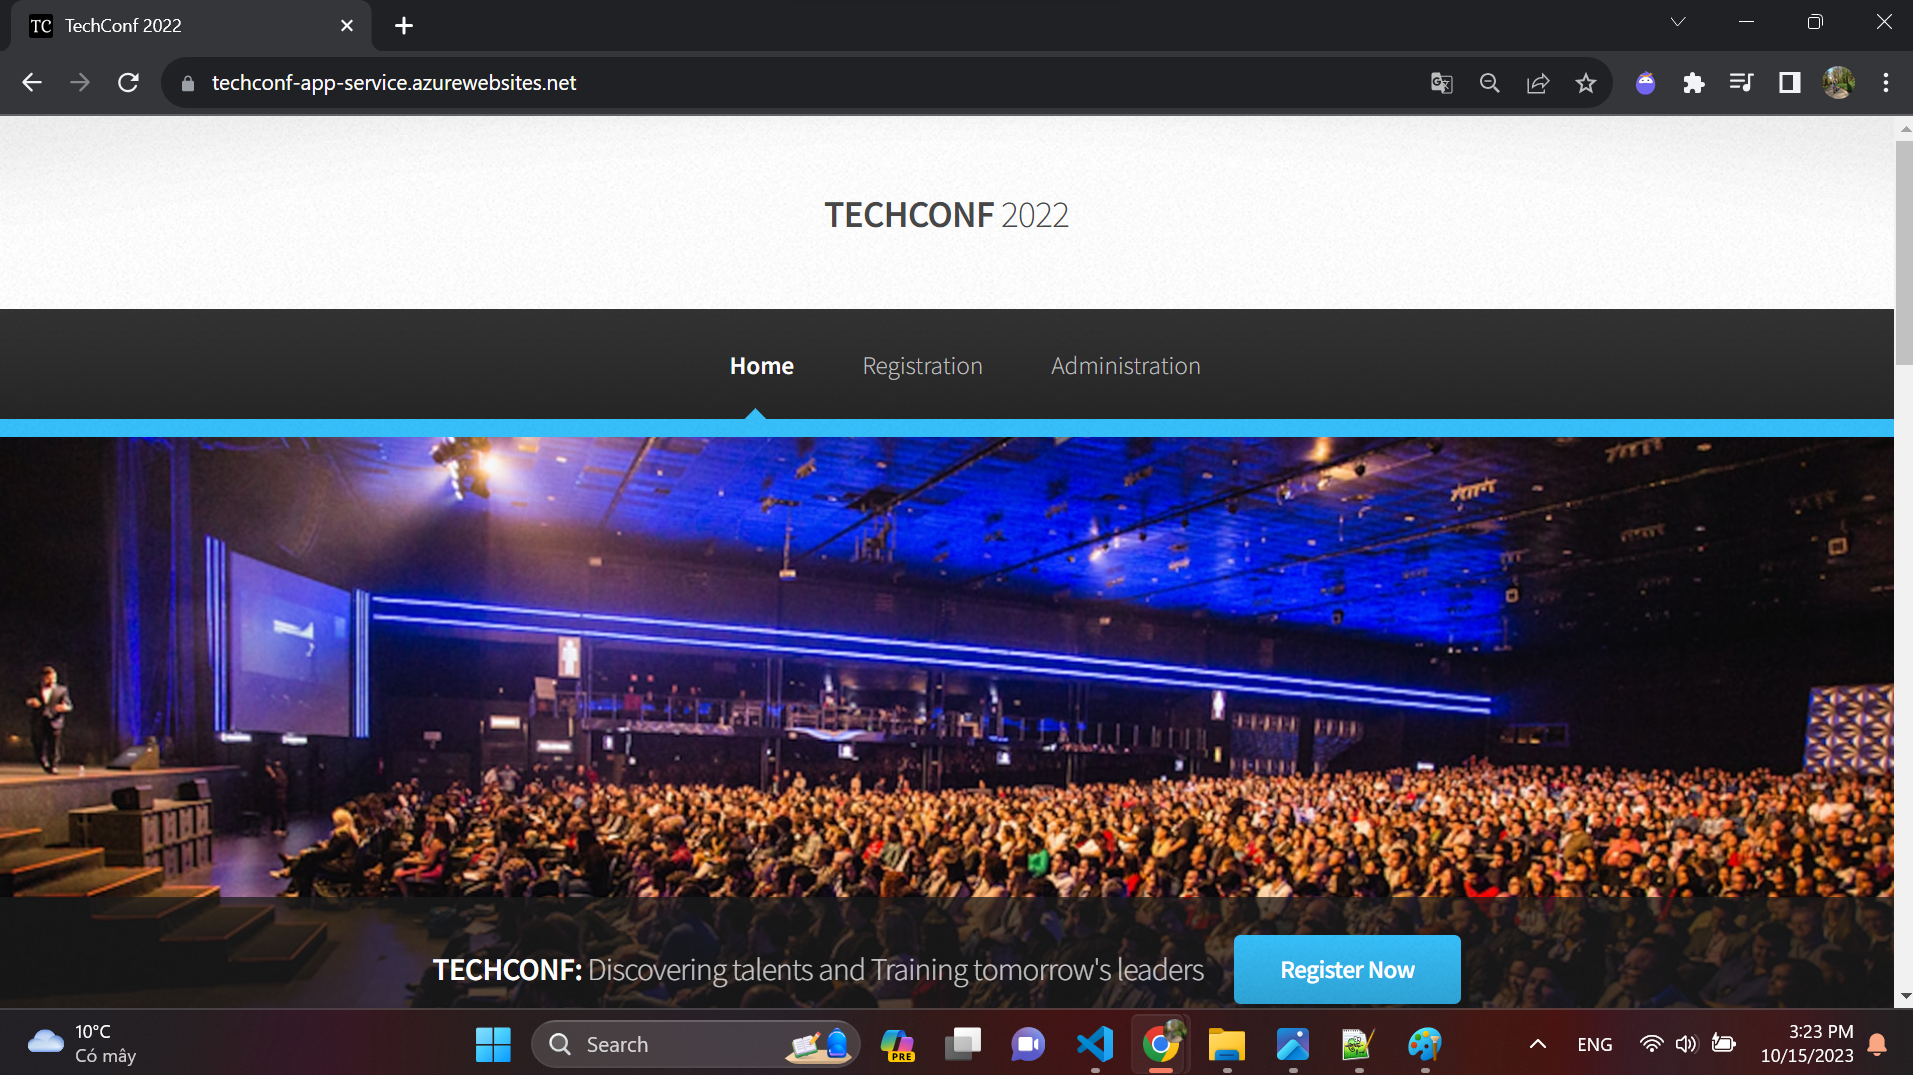 TC TechConf 2022
techconf-app-service.azurewebsites.net
TECHCONF 2022
Home Registration Administration
TECHCONF: Discovering talents and Training tomorrow's leaders Register Now
10°C
Có mây
Search
PRE
ENG
3:23 PM
10/15/2023